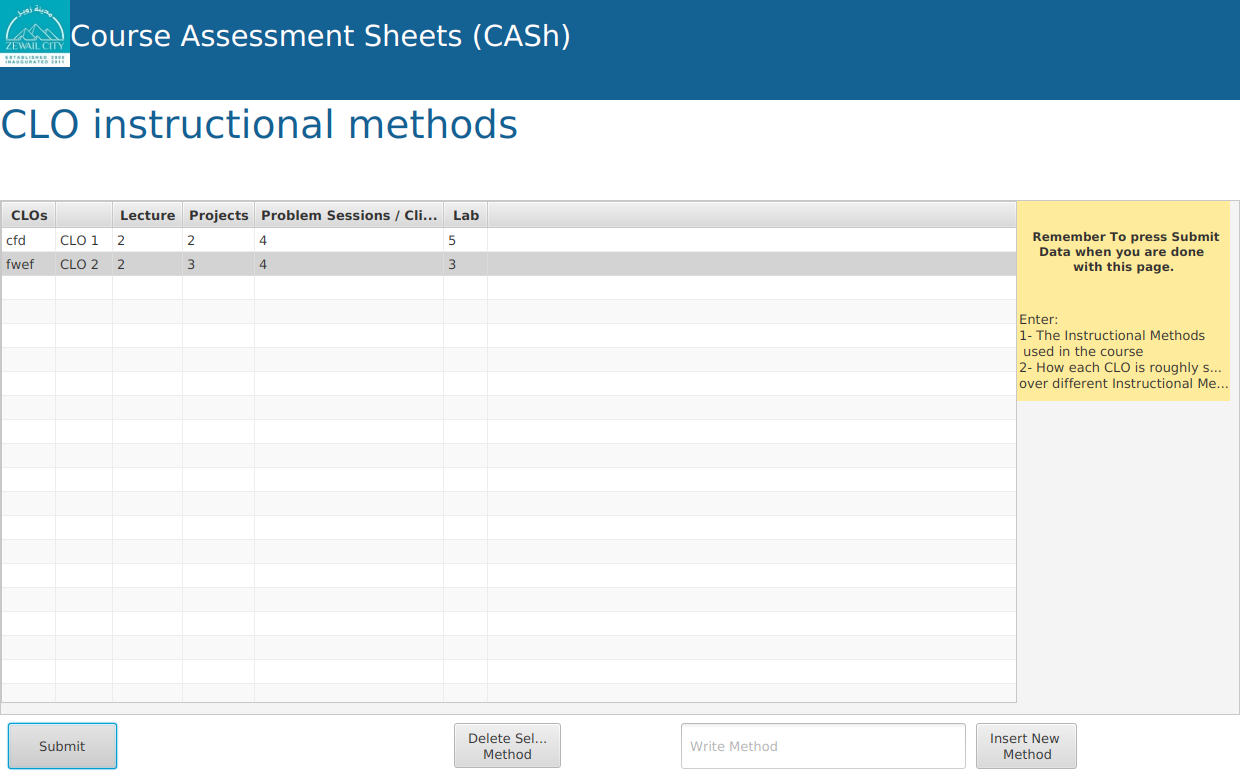 مدينة زويل
ZEWAIL CITY
ESTABLISHED 2000
INAUGURATED 2011
Course Assessment Sheets (CASh)
CLO instructional methods
CLOs Lecture Projects Problem Sessions / Cli... Lab
cfd CLO 1 2 2 4 5
fwef CLO 2 2 3 4 3
Remember To press Submit
Data when you are done
with this page.
Enter:
1- The Instructional Methods
used in the course
2- How each CLO is roughly s...
over different Instructional Me...
Submit
Delete Sel...
Method
Write Method
Insert New
Method